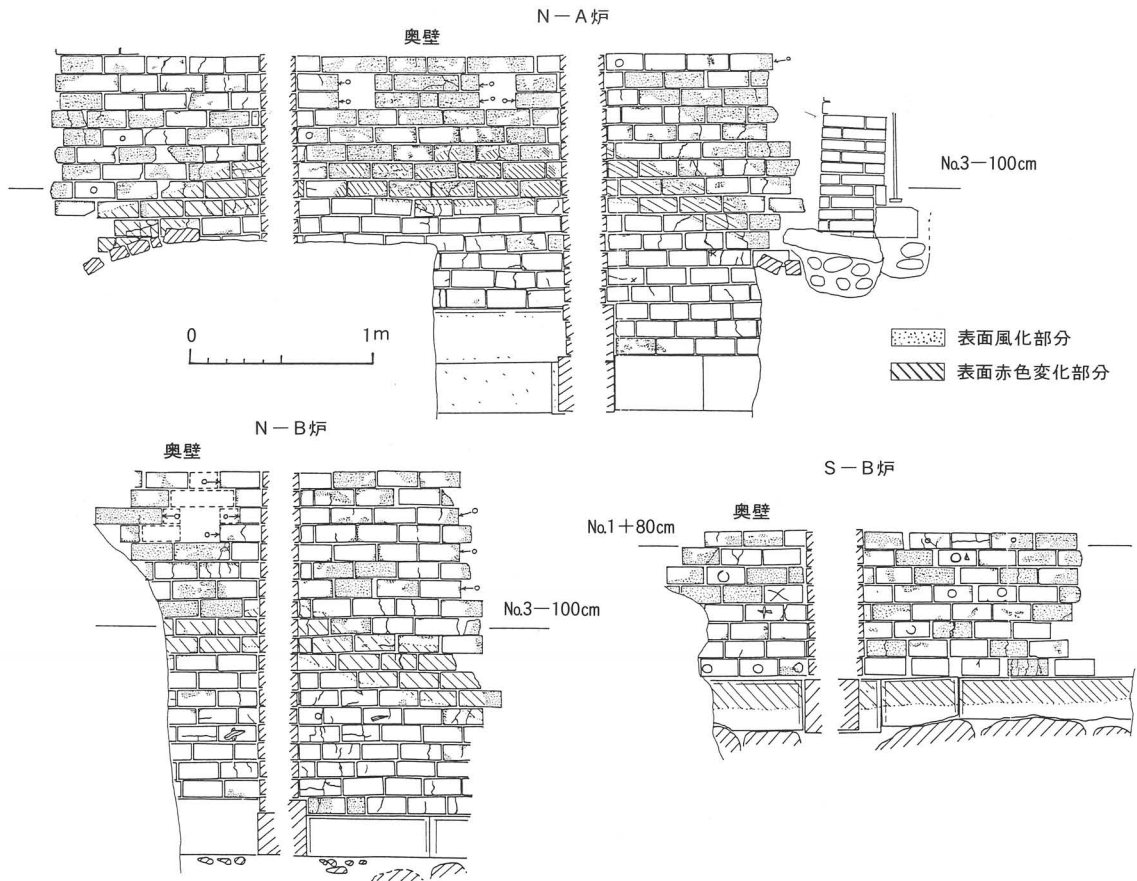 N－A炉
奥壁
No.3－100cm
0 1m
表面風化部分
表面赤色変化部分
N－B炉
奥壁
No.3－100cm
S－B炉
奥壁
No.1＋80cm